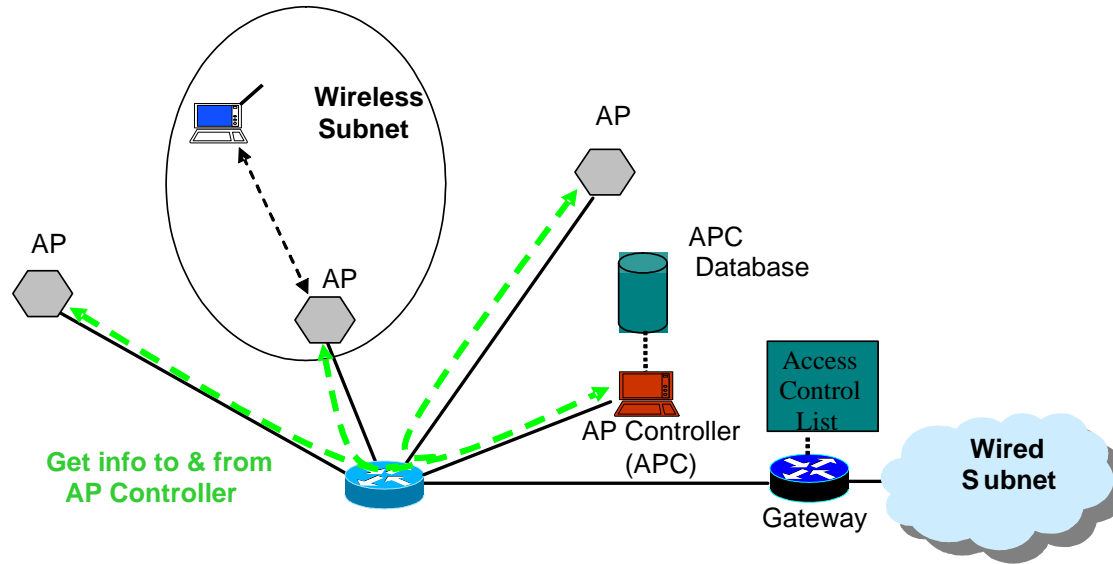 Wireless
Subnet
AP
AP
AP
APC
Database
Access
Control
List
AP Controller
(APC)
Get info to & from
AP Controller
Wired
S ubnet
Gateway